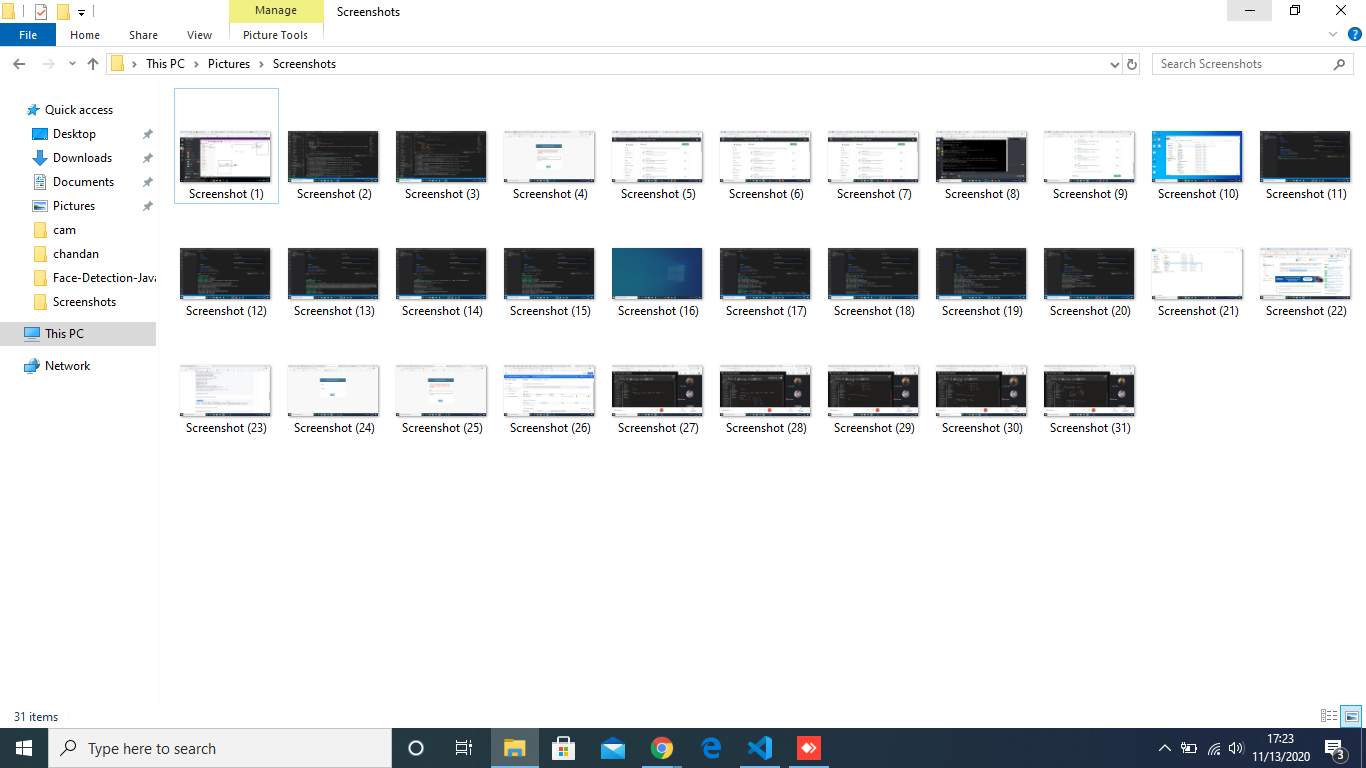 Manage
Screenshots
File
Home
Share
View
Picture Tools
This PC
Pictures
Screenshots
Search Screenshots
Quick access
Desktop
Downloads
Documents
Pictures
cam
chandan
Face-Detection-Java
Screenshots
This PC
Network
Screenshot (1)
Screenshot (2)
Screenshot (3)
Screenshot (4)
Screenshot (5)
Screenshot (6)
Screenshot (7)
Screenshot (8)
Screenshot (9)
Screenshot (10)
Screenshot (11)
Screenshot (12)
Screenshot (13)
Screenshot (14)
Screenshot (15)
Screenshot (16)
Screenshot (17)
Screenshot (18)
Screenshot (19)
Screenshot (20)
Screenshot (21)
Screenshot (22)
Screenshot (23)
Screenshot (24)
Screenshot (25)
Screenshot (26)
Screenshot (27)
Screenshot (28)
Screenshot (29)
Screenshot (30)
Screenshot (31)
31 items
Type here to search
17:23
11/13/2020
3